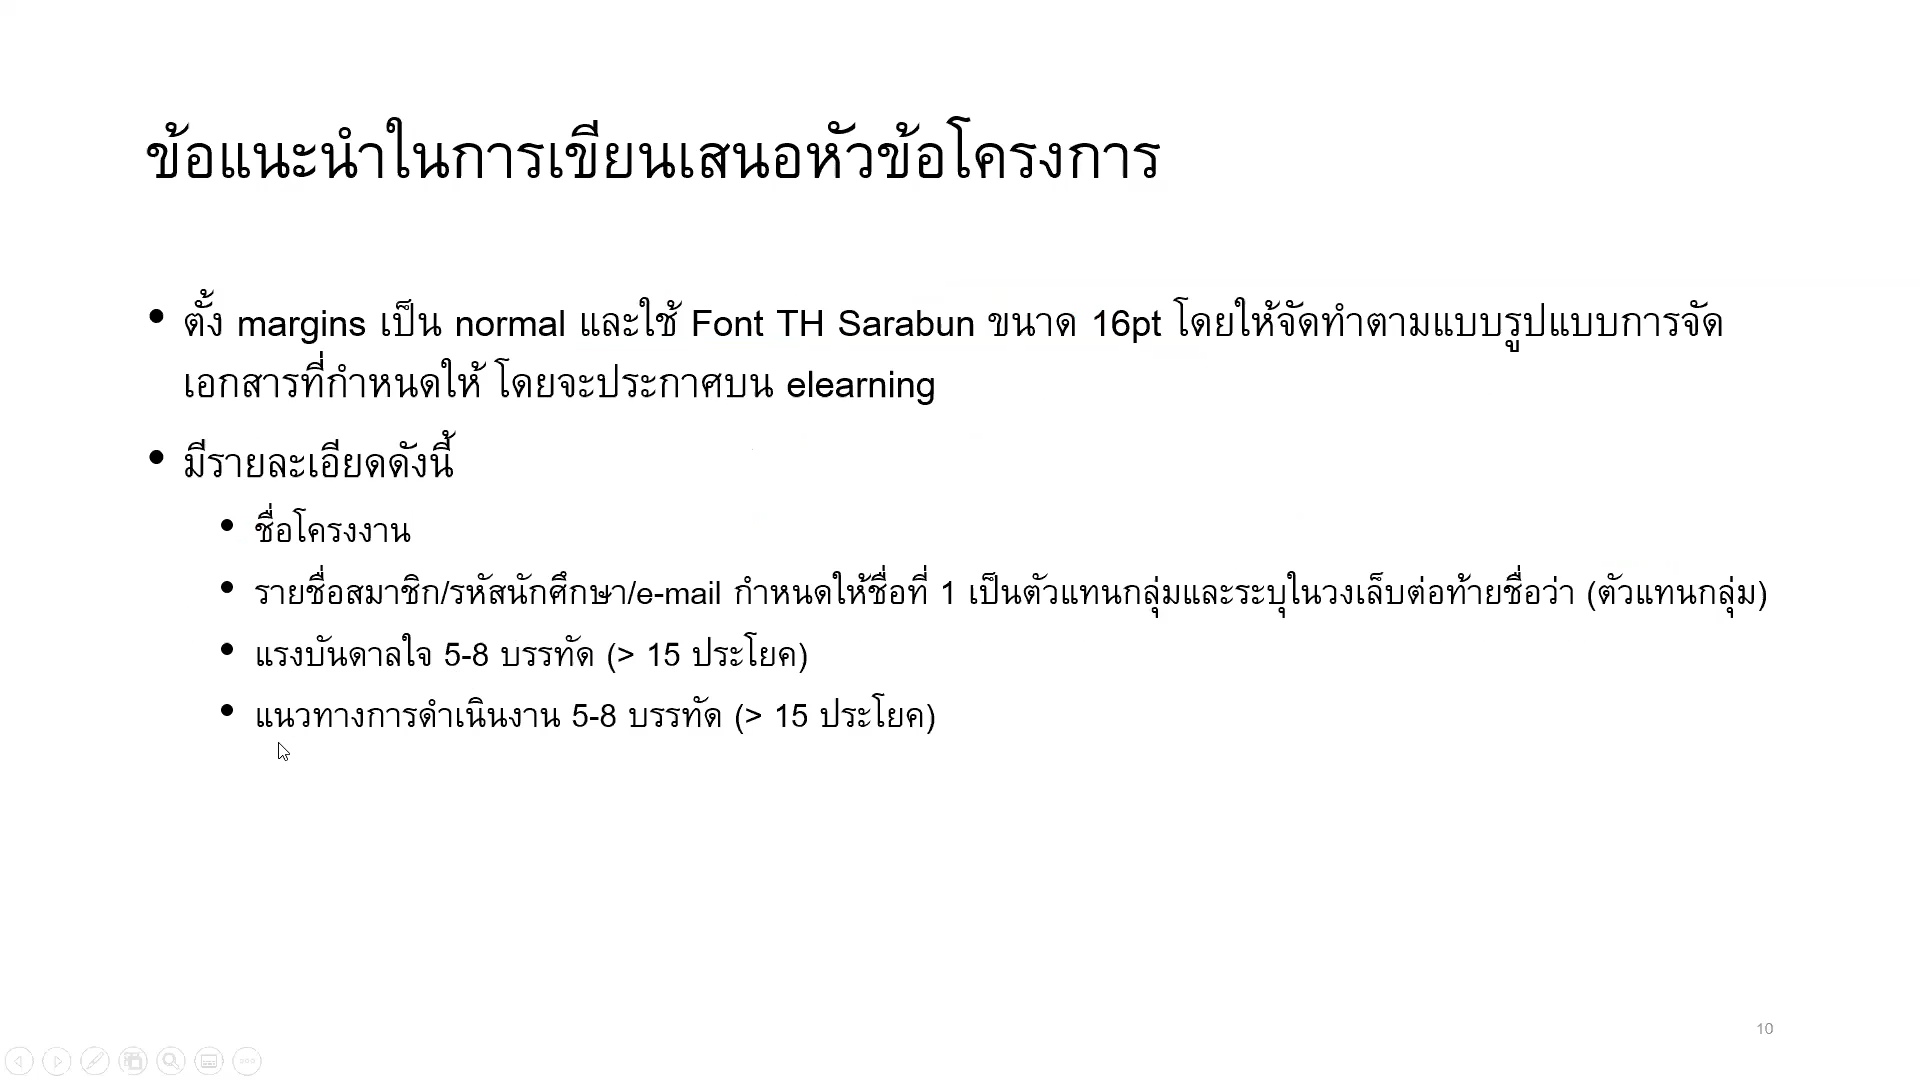 ข้อแนะนำในการเขียนเสนอหัวข้อโครงการ
• ตั้ง margins เป็น normal และใช้ Font TH Sarabun ขนาด 16pt โดยให้จัดทำตามแบบรูปแบบการจัด
เอกสารที่กำหนดให้ โดยจะประกาศบน elearning
• มีรายละเอียดดังนี้
• ชื่อโครงงาน
• รายชื่อสมาชิก/รหัสนักศึกษา/e-mail กำหนดให้ชื่อที่ 1 เป็นตัวแทนกลุ่มและระบุในวงเล็บต่อท้ายชื่อว่า (ตัวแทนกลุ่ม)
• แรงบันดาลใจ 5-8 บรรทัด (> 15 ประโยค)
• แนวทางการดำเนินงาน 5-8 บรรทัด (> 15 ประโยค)
10